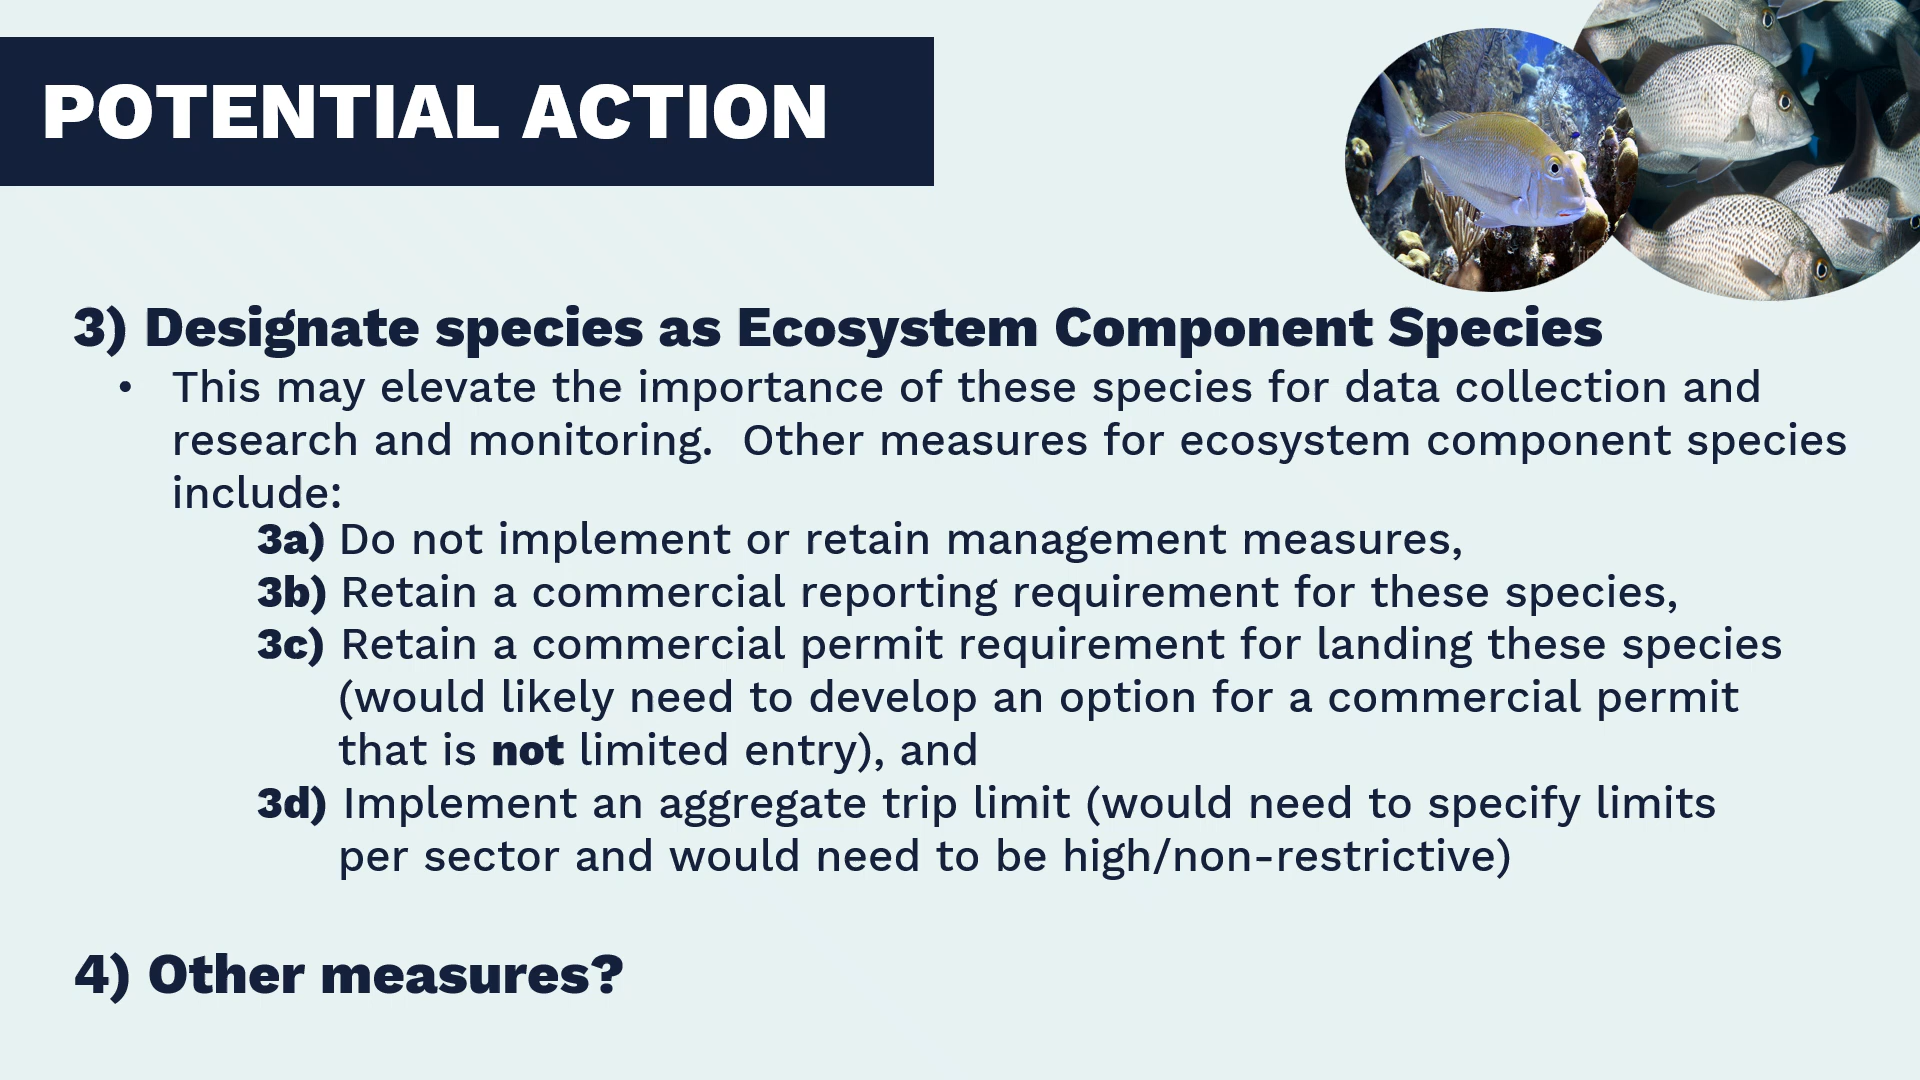 POTENTIAL ACTION
3) Designate species as Ecosystem Component Species
• This may elevate the importance of these species for data collection and
research and monitoring.  Other measures for ecosystem component species
include:
3a) Do not implement or retain management measures,
3b) Retain a commercial reporting requirement for these species,
3c) Retain a commercial permit requirement for landing these species
(would likely need to develop an option for a commercial permit
that is not limited entry), and
3d) Implement an aggregate trip limit (would need to specify limits
per sector and would need to be high/non-restrictive)
4) Other measures?